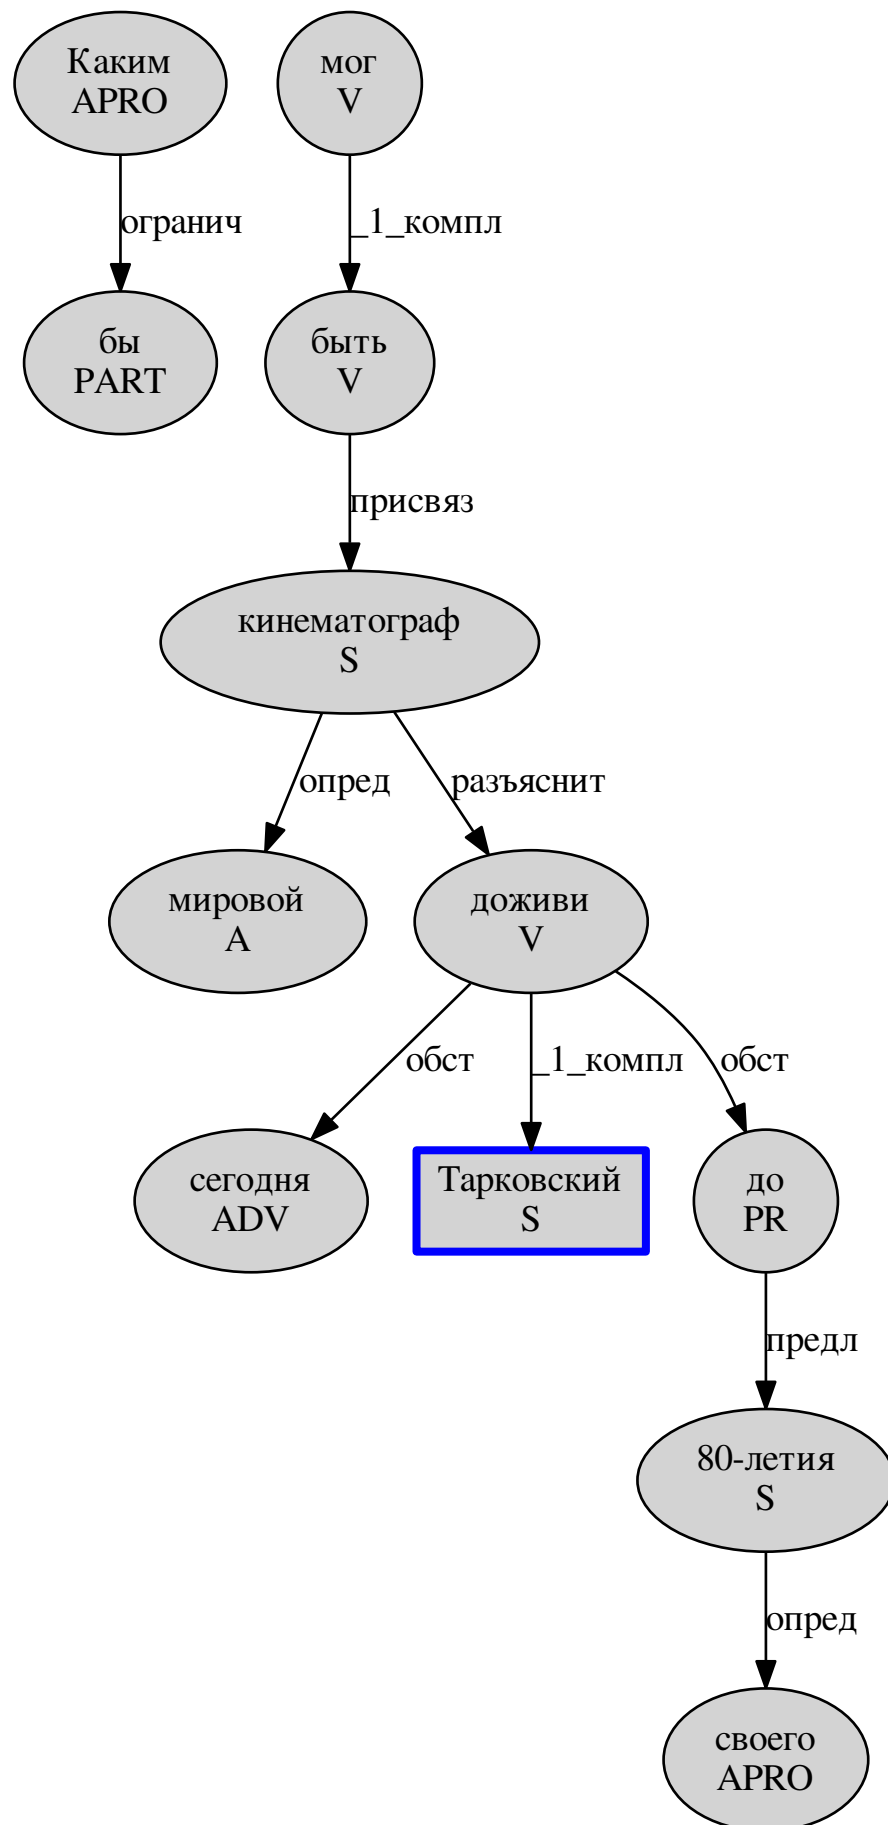 Каким
APRO
мог
V
огранич
_1_компл
бы
PART
быть
V
присвяз
кинематограф
S
опред
разъяснит
мировой
A
доживи
V
обст
_1_компл
обст
сегодня
ADV
Тарковский
S
до
PR
предл
80-летия
S
опред
своего
APRO